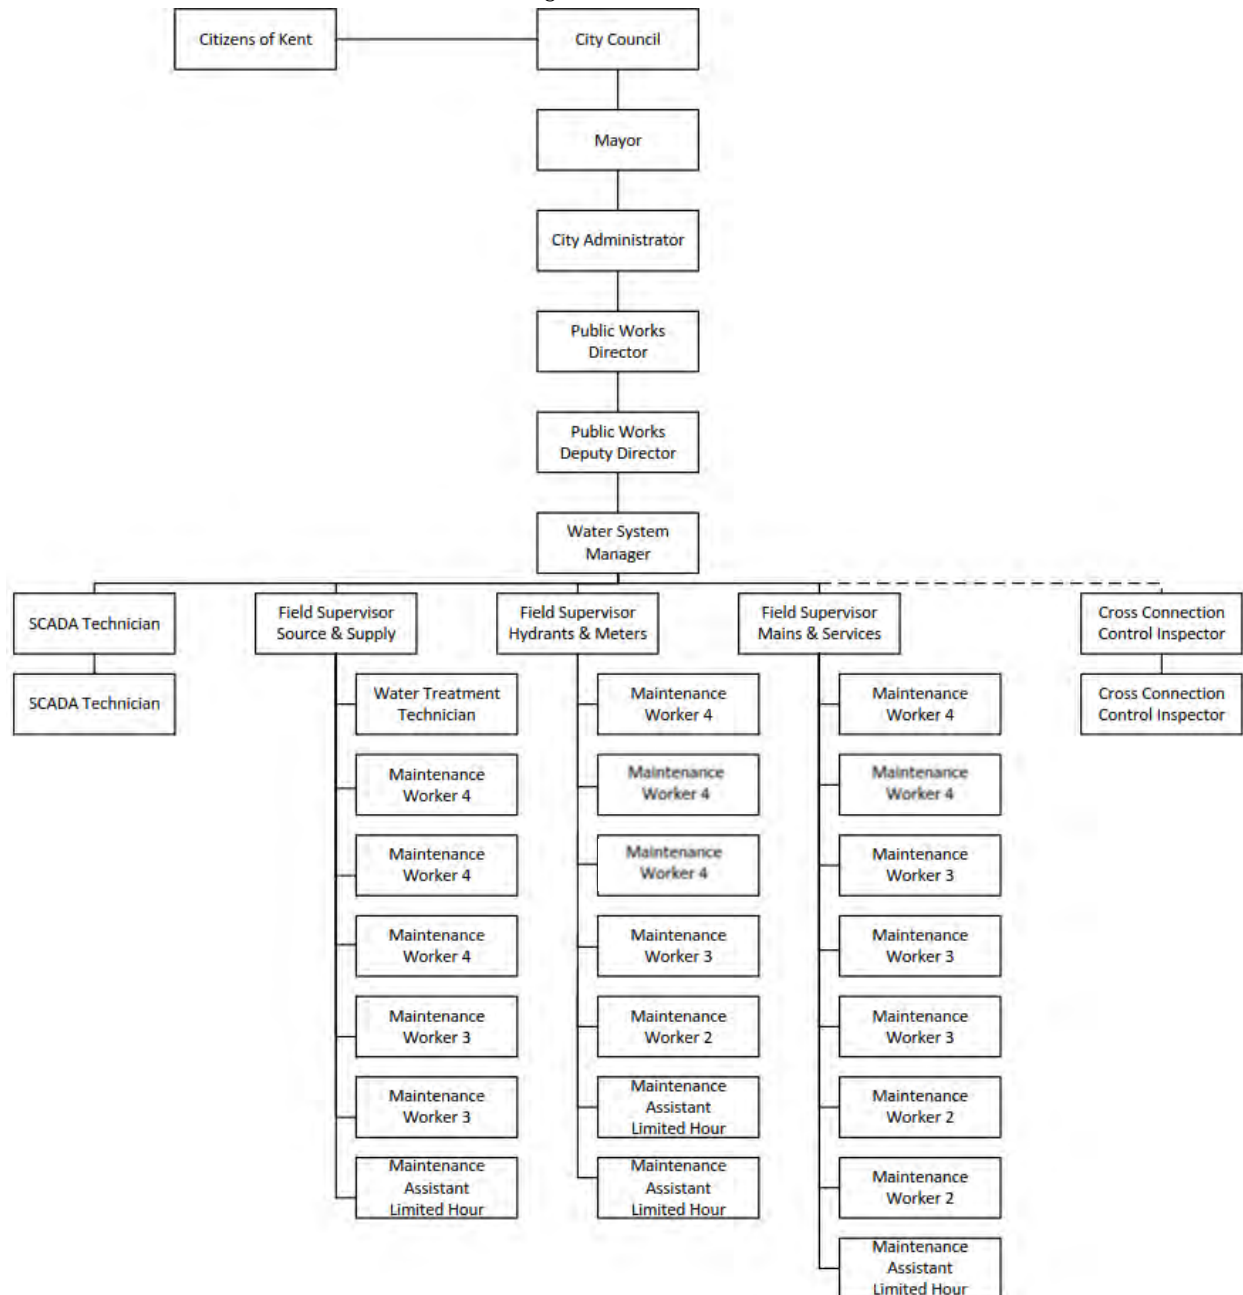 Citizens of Kent
City Council
Mayor
City Administrator
Public Works
Director
Public Works
Deputy Director
Water System
Manager
SCADA Technician
Field Supervisor
Source & Supply
Field Supervisor
Hydrants & Meters
Field Supervisor
Mains & Services
Cross Connection
Control Inspector
SCADA Technician
Water Treatment
Technician
Maintenance
Worker 4
Maintenance
Worker 4
Cross Connection
Control Inspector
Maintenance
Worker 4
Maintenance
Worker 4
Maintenance
Worker 4
Maintenance
Worker 4
Maintenance
Worker 4
Maintenance
Worker 3
Maintenance
Worker 4
Maintenance
Worker 3
Maintenance
Worker 3
Maintenance
Worker 3
Maintenance
Worker 2
Maintenance
Worker 3
Maintenance
Worker 3
Maintenance
Assistant
Limited Hour
Maintenance
Worker 2
Maintenance
Assistant
Limited Hour
Maintenance
Assistant
Limited Hour
Maintenance
Worker 2
Maintenance
Assistant
Limited Hour